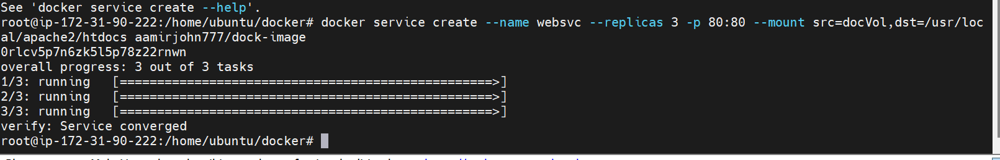 See 'docker service create --help'.
root@ip-172-31-90-222:/home/ubuntu/docker# docker service create --name websvc --replicas 3 -p 80:80 --mount src=docVol,dst=/usr/loc
al/apache2/htdocs aamirjohn777/dock-image
0rlcv5p7n6zk5l5p78z22rnwn
overall progress: 3 out of 3 tasks
1/3: running   [==================================================>]
2/3: running   [==================================================>]
3/3: running   [==================================================>]
verify: Service converged
root@ip-172-31-90-222:/home/ubuntu/docker#